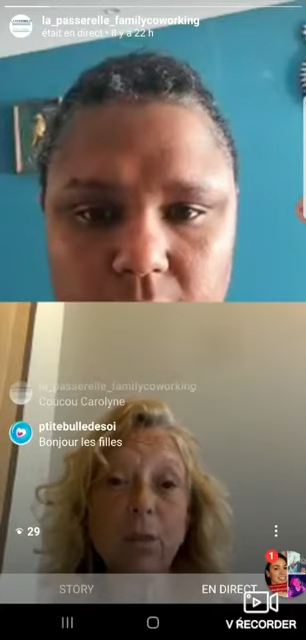 la_passerelle_familycoworking
était en direct • Il y a 22 h
la_passerelle_familycoworking
Coucou Carolyne
ptitebulledesoi
Bonjour les filles
29
1
STORY
EN DIRECT
V RECORDER